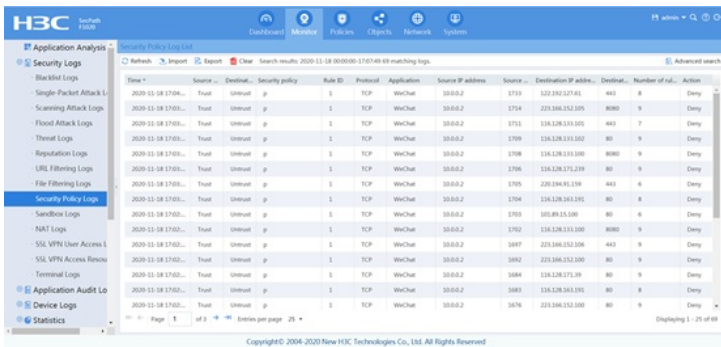 H3C SecPath F1020
Dashboard Monitor Policies Objects Network System
admin
Application Analysis
Security Logs
Blacklist Logs
Single-Packet Attack L
Scanning Attack Logs
Flood Attack Logs
Threat Logs
Reputation Logs
URL Filtering Logs
File Filtering Logs
Security Policy Logs
Sandbox Logs
NAT Logs
SSL VPN User Access L
SSL VPN Access Resou
Terminal Logs
Application Audit Lo
Device Logs
Statistics
Security Policy Log List
Refresh Import Export Clear Search results: 2020-11-18 00:00:00-17:07:49 69 matching logs. Advanced search
Time Source ... Destinat... Security policy Rule ID Protocol Application Source IP address Source ... Destination IP addre... Destinat... Number of rul... Action
2020-11-18 17:04:... Trust Untrust p 1 TCP WeChat 10.0.0.2 1733 122.192.127.61 443 8 Deny
2020-11-18 17:03:... Trust Untrust p 1 TCP WeChat 10.0.0.2 1714 223.166.152.105 8080 9 Deny
2020-11-18 17:03:... Trust Untrust p 1 TCP WeChat 10.0.0.2 1711 116.128.133.101 443 7 Deny
2020-11-18 17:03:... Trust Untrust p 1 TCP WeChat 10.0.0.2 1709 116.128.133.102 80 9 Deny
2020-11-18 17:03:... Trust Untrust p 1 TCP WeChat 10.0.0.2 1708 116.128.133.100 8080 9 Deny
2020-11-18 17:03:... Trust Untrust p 1 TCP WeChat 10.0.0.2 1706 116.128.171.239 80 9 Deny
2020-11-18 17:03:... Trust Untrust p 1 TCP WeChat 10.0.0.2 1705 220.194.91.159 443 6 Deny
2020-11-18 17:03:... Trust Untrust p 1 TCP WeChat 10.0.0.2 1704 116.128.163.191 80 8 Deny
2020-11-18 17:02:... Trust Untrust p 1 TCP WeChat 10.0.0.2 1703 101.89.15.100 80 6 Deny
2020-11-18 17:02:... Trust Untrust p 1 TCP WeChat 10.0.0.2 1702 116.128.133.100 8080 9 Deny
2020-11-18 17:02:... Trust Untrust p 1 TCP WeChat 10.0.0.2 1697 223.166.152.106 443 9 Deny
2020-11-18 17:02:... Trust Untrust p 1 TCP WeChat 10.0.0.2 1692 223.166.152.100 80 9 Deny
2020-11-18 17:02:... Trust Untrust p 1 TCP WeChat 10.0.0.2 1684 116.128.171.39 80 9 Deny
2020-11-18 17:02:... Trust Untrust p 1 TCP WeChat 10.0.0.2 1683 116.128.163.191 80 8 Deny
2020-11-18 17:02:... Trust Untrust p 1 TCP WeChat 10.0.0.2 1676 223.166.152.100 80 9 Deny
Page 1 of 3 Entries per page 25 Displaying 1 - 25 of 69
Copyright© 2004-2020 New H3C Technologies Co., Ltd. All Rights Reserved